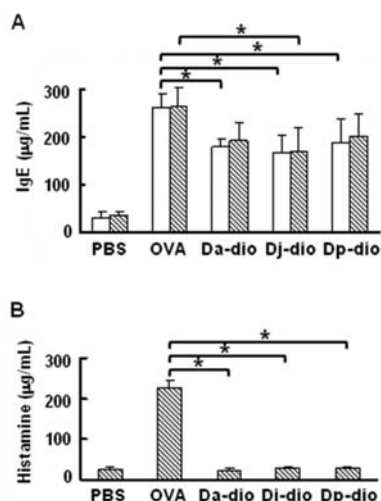 A
*
*
*
*
300
200
100
0
IgE (µg/mL)
PBS OVA Da-dio Dj-dio Dp-dio
B
*
*
*
300
200
100
0
Histamine (µg/mL)
PBS OVA Da-dio Dj-dio Dp-dio